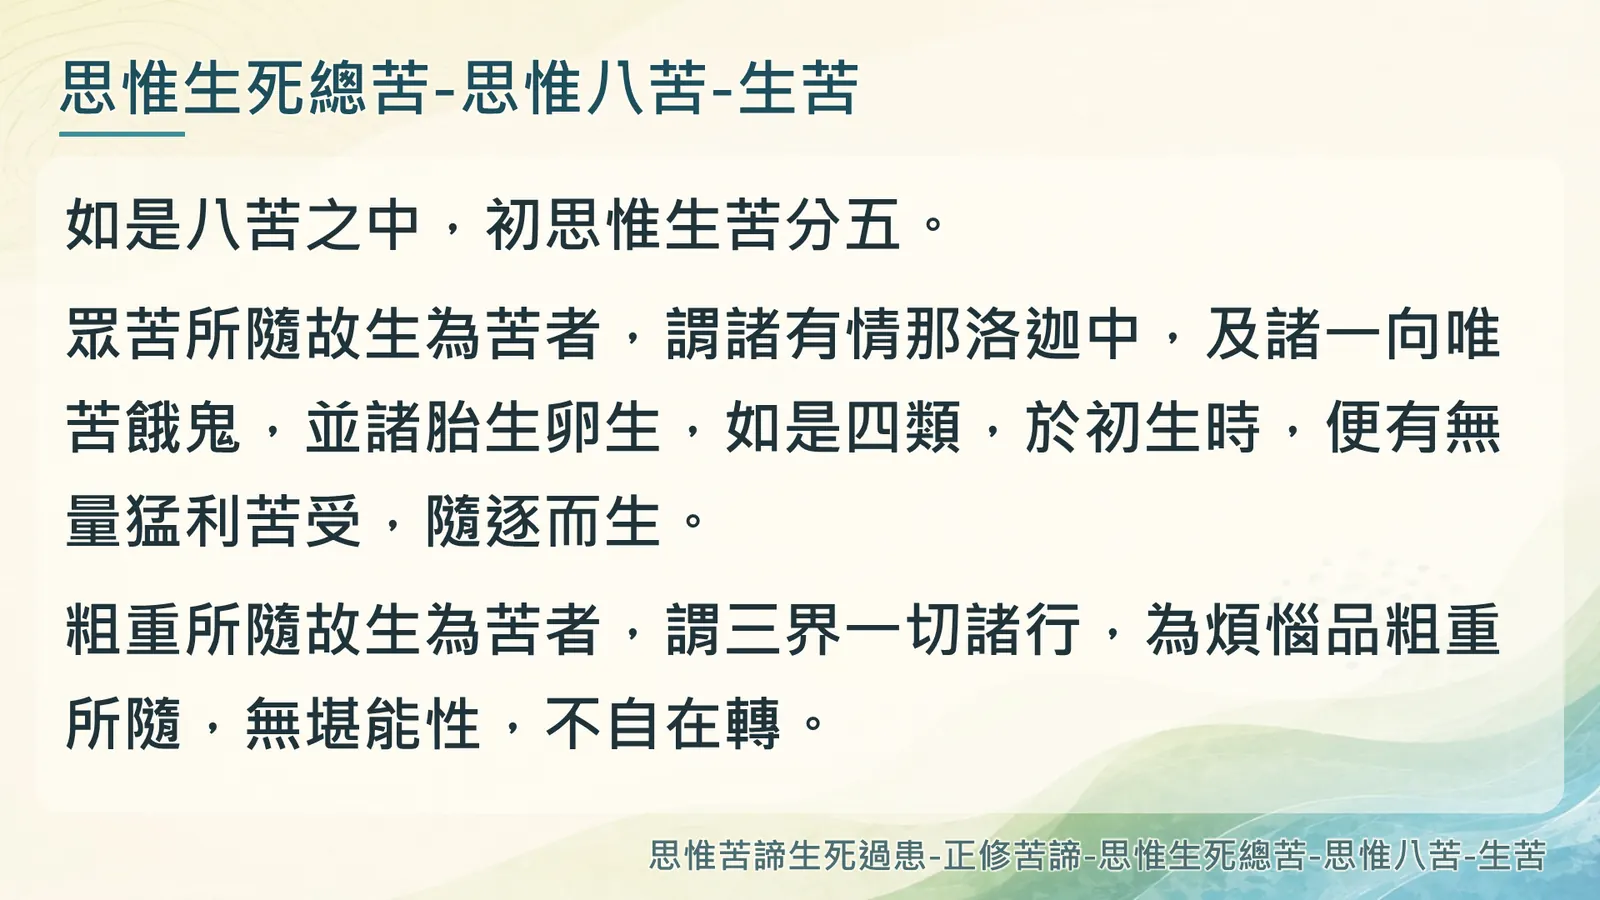 思惟生死總苦-思惟八苦-生苦
如是八苦之中，初思惟生苦分五。
眾苦所隨故生為苦者，謂諸有情那洛迦中，及諸一向唯
苦餓鬼，並諸胎生卵生，如是四類，於初生時，便有無
量猛利苦受，隨逐而生。
粗重所隨故生為苦者，謂三界一切諸行，為煩惱品粗重
所隨，無堪能性，不自在轉。
思惟苦諦生死過患-正修苦諦-思惟生死總苦-思惟八苦-生苦